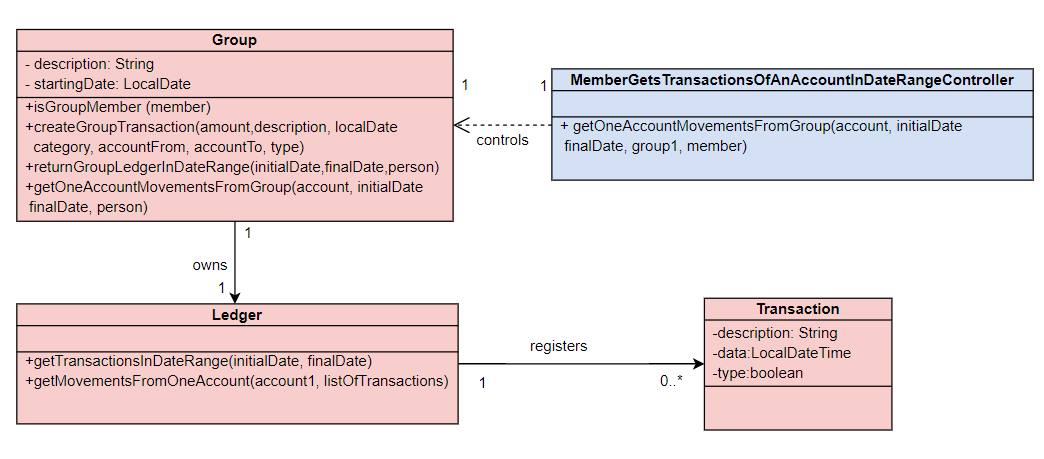 Group
- description: String
- startingDate: LocalDate
+isGroupMember (member)
+createGroupTransaction(amount,description, localDate
category, accountFrom, accountTo, type)
+returnGroupLedgerInDateRange(initialDate,finalDate,person)
+getOneAccountMovementsFromGroup(account, initialDate
finalDate, person)
1
1
controls
MemberGetsTransactionsOfAnAccountInDateRangeController
+ getOneAccountMovementsFromGroup(account, initialDate
finalDate, group1, member)
1
owns
1
Ledger
+getTransactionsInDateRange(initialDate, finalDate)
+getMovementsFromOneAccount(account1, listOfTransactions)
registers
1
0..*
Transaction
-description: String
-data:LocalDateTime
-type:boolean